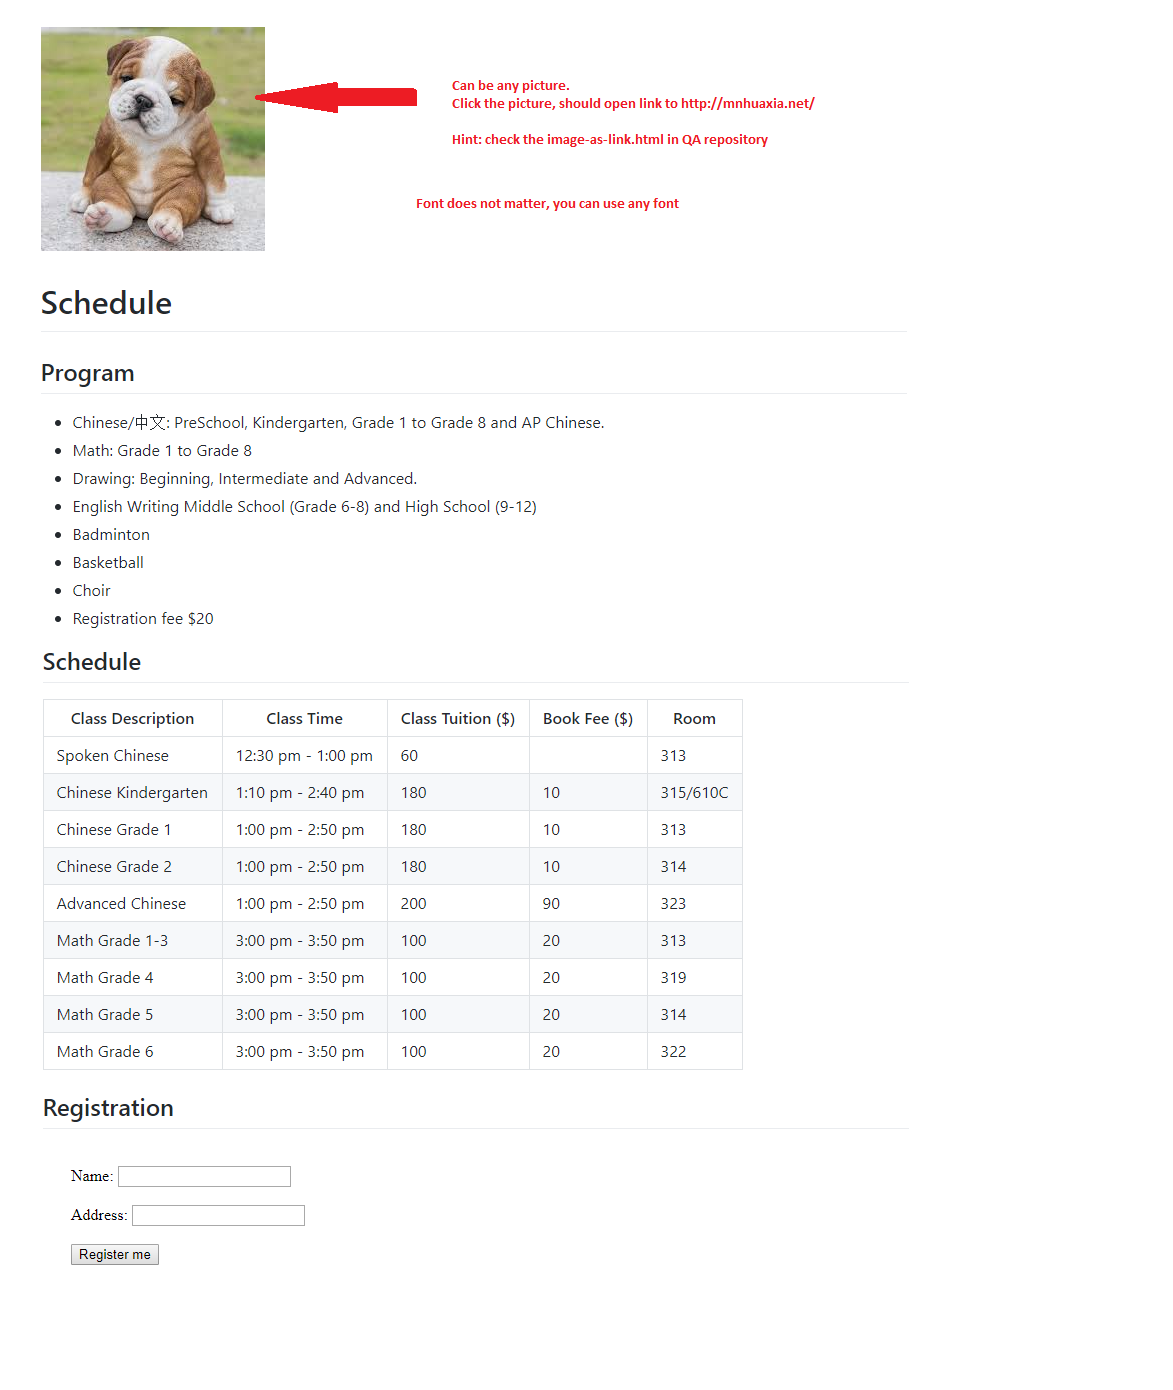 Can be any picture.
Click the picture, should open link to http://mnhuaxia.net/
Hint: check the image-as-link.html in QA repository
Font does not matter, you can use any font
Schedule
Program
Chinese/中文: PreSchool, Kindergarten, Grade 1 to Grade 8 and AP Chinese.
Math: Grade 1 to Grade 8
Drawing: Beginning, Intermediate and Advanced.
English Writing Middle School (Grade 6-8) and High School (9-12)
Badminton
Basketball
Choir
Registration fee $20
Schedule
Class Description Class Time Class Tuition ($) Book Fee ($) Room
Spoken Chinese 12:30 pm - 1:00 pm 60 313
Chinese Kindergarten 1:10 pm - 2:40 pm 180 10 315/610C
Chinese Grade 1 1:00 pm - 2:50 pm 180 10 313
Chinese Grade 2 1:00 pm - 2:50 pm 180 10 314
Advanced Chinese 1:00 pm - 2:50 pm 200 90 323
Math Grade 1-3 3:00 pm - 3:50 pm 100 20 313
Math Grade 4 3:00 pm - 3:50 pm 100 20 319
Math Grade 5 3:00 pm - 3:50 pm 100 20 314
Math Grade 6 3:00 pm - 3:50 pm 100 20 322
Registration
Name:
Address:
Register me